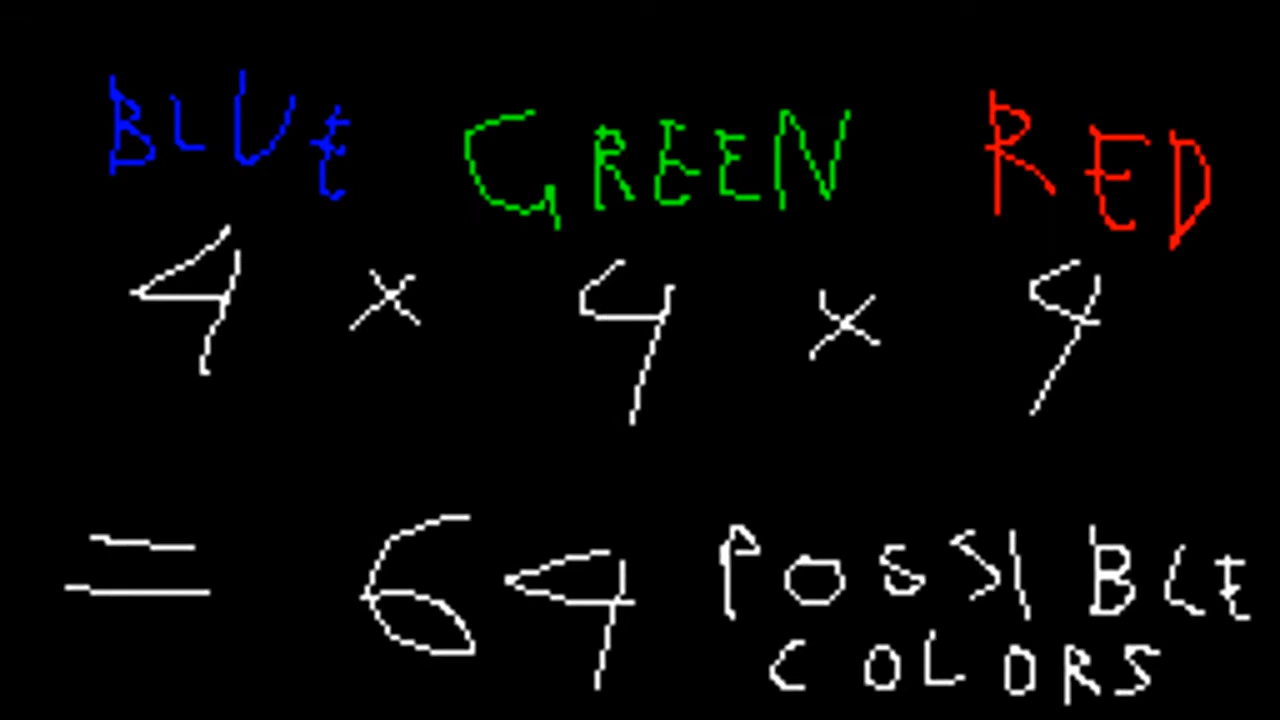 BLUE GREEN RED
4 x 4 x 4
= 64 POSSIBLE
COLORS